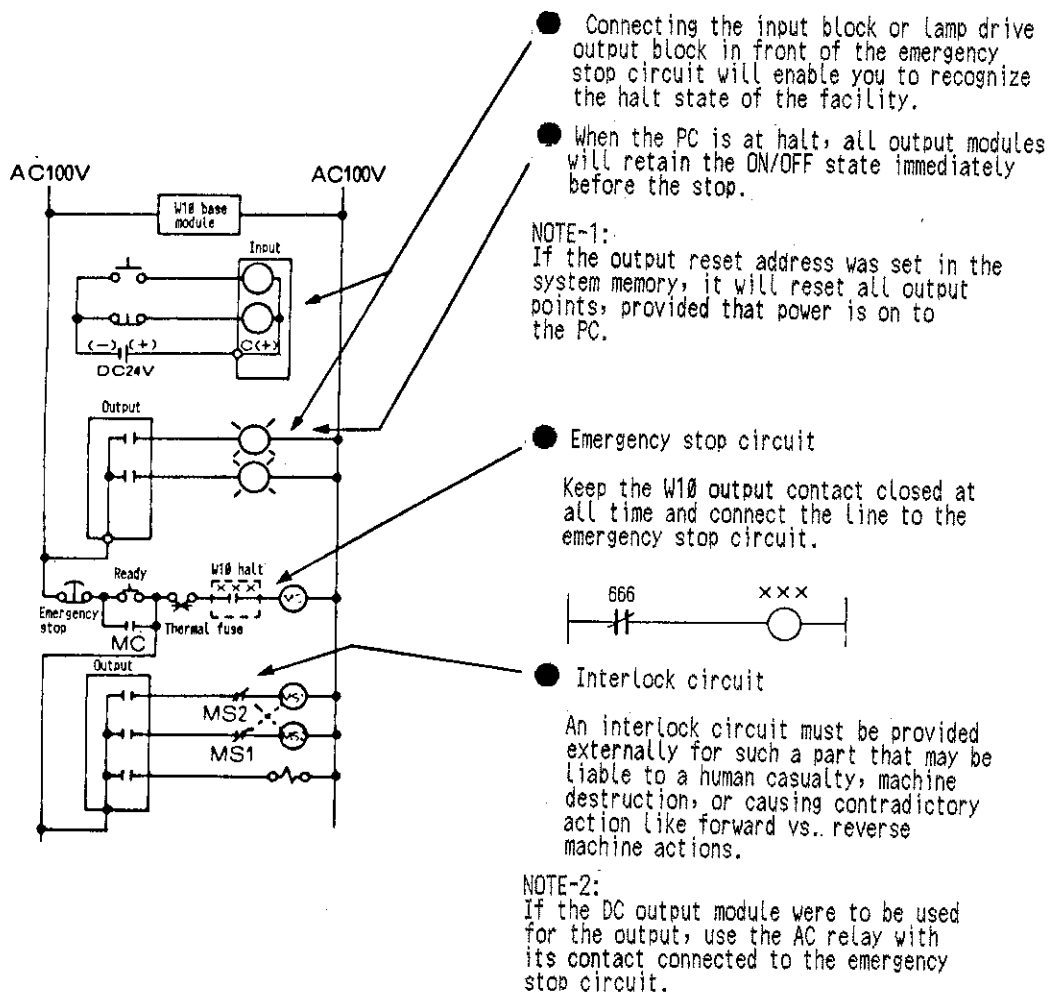 ● Connecting the input block or lamp drive
output block in front of the emergency
stop circuit will enable you to recognize
the halt state of the facility.
● When the PC is at halt, all output modules
will retain the ON/OFF state immediately
before the stop.
NOTE-1:
If the output reset address was set in the
system memory, it will reset all output
points, provided that power is on to
the PC.
AC100V
AC100V
W10 base
module
Input
(-) (+)
C(+)
DC24V
Output
● Emergency stop circuit
Keep the W10 output contact closed at
all time and connect the line to the
emergency stop circuit.
666
×××
Ready
W10 halt
×××
Emergency
stop
Thermal fuse
MC
Output
MS2
MS1
● Interlock circuit
An interlock circuit must be provided
externally for such a part that may be
liable to a human casualty, machine
destruction, or causing contradictory
action like forward vs. reverse
machine actions.
NOTE-2:
If the DC output module were to be used
for the output, use the AC relay with
its contact connected to the emergency
stop circuit.